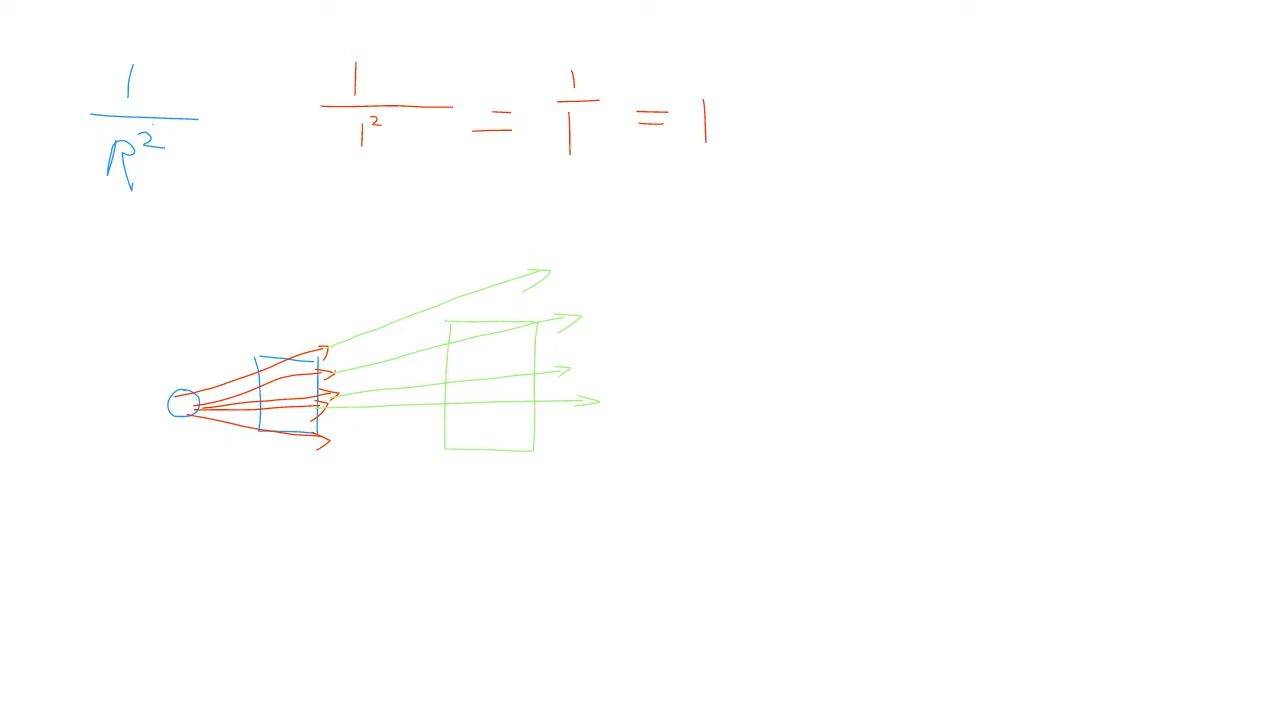 1/R² 1/1² = 1/1 = 1